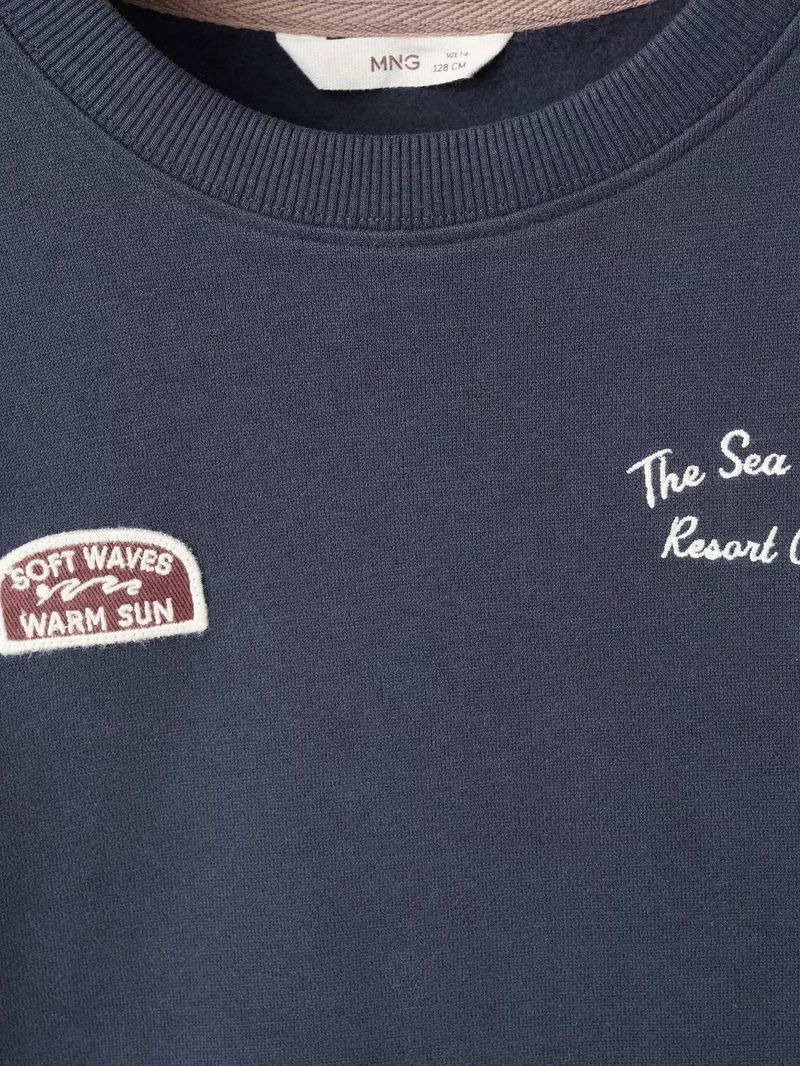 MNG
128 CM
The Sea
Resort
SOFT WAVES
WARM SUN